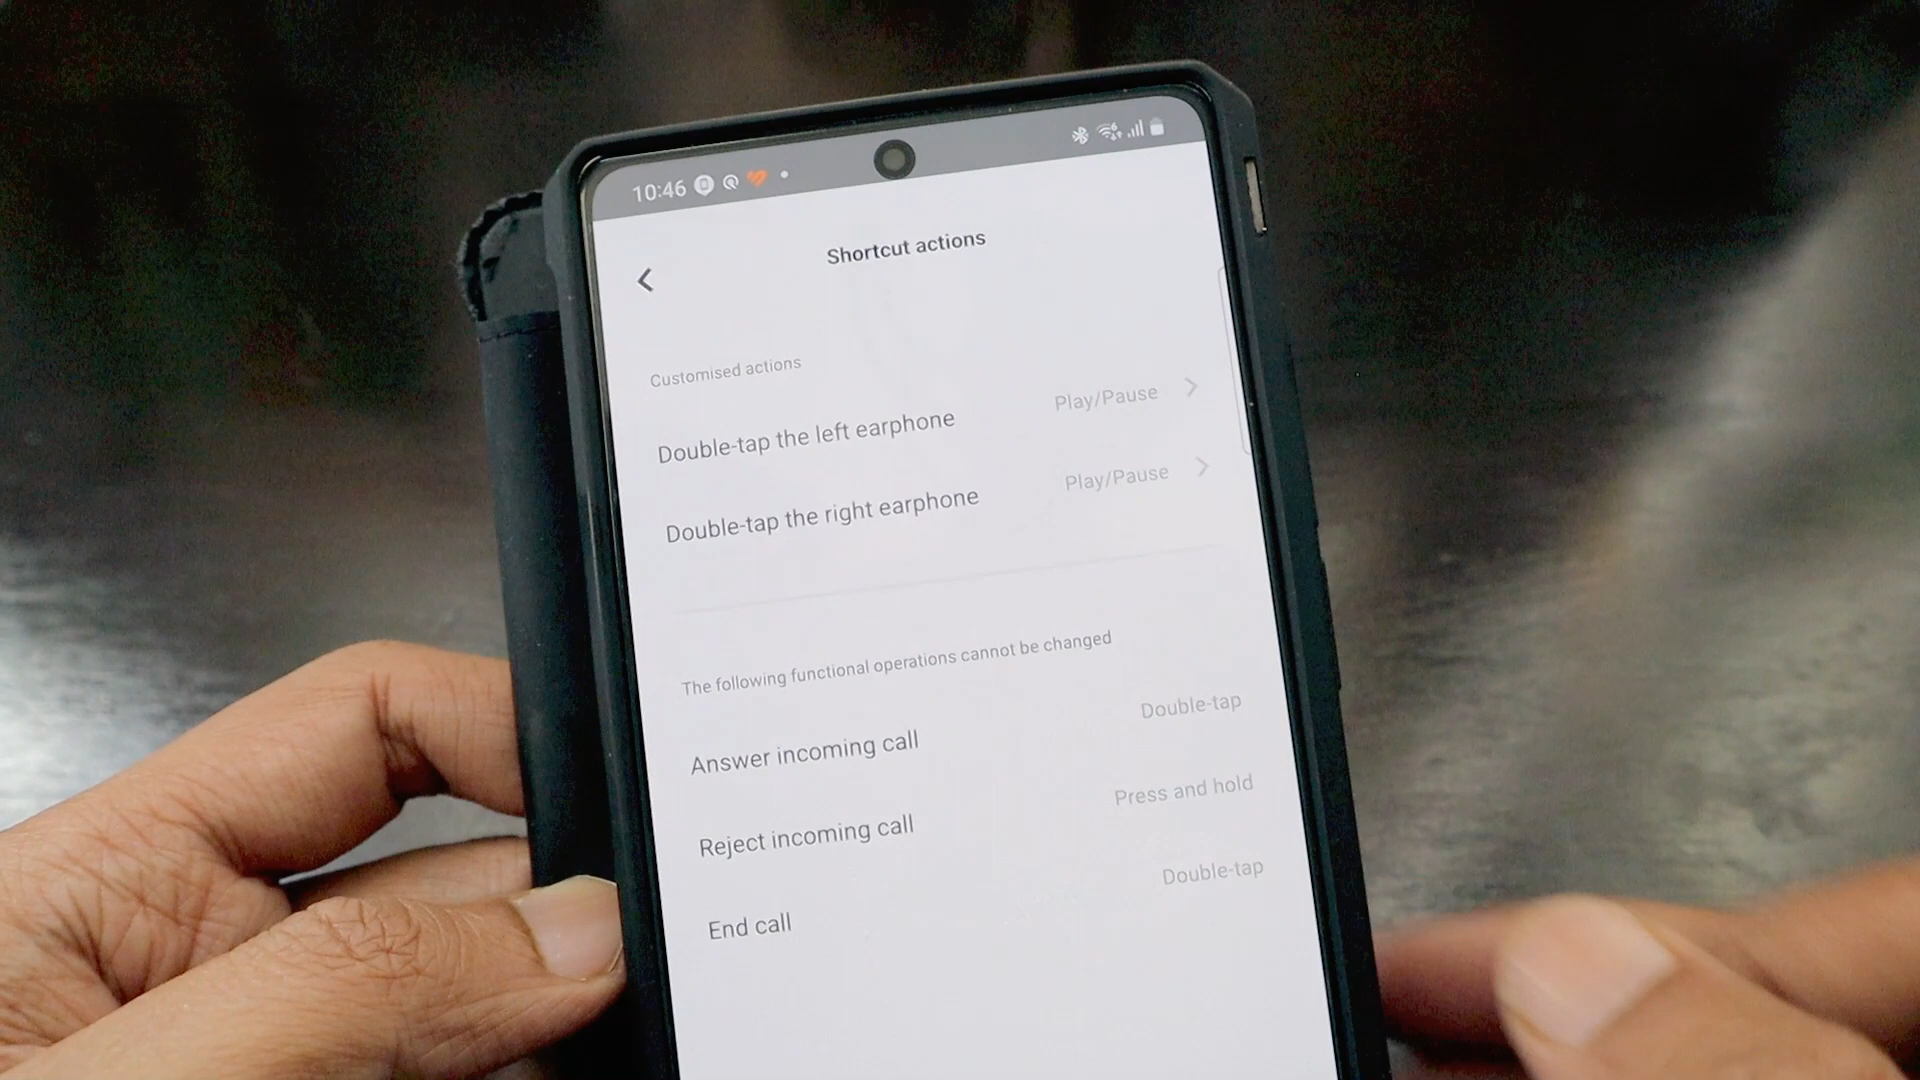 10:46
Shortcut actions
Customised actions
Double-tap the left earphone Play/Pause
Double-tap the right earphone Play/Pause
The following functional operations cannot be changed
Answer incoming call Double-tap
Reject incoming call Press and hold
End call Double-tap